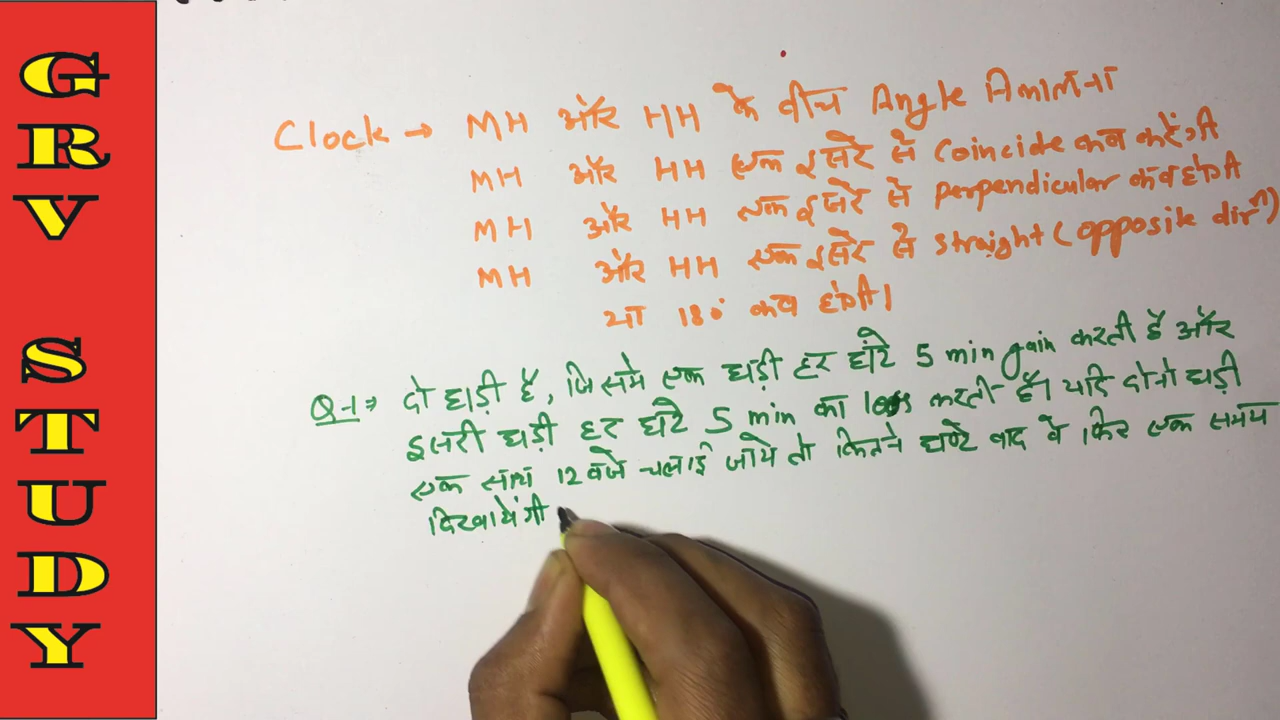 GRV STUDY
Clock → MH और HH के बीच Angle निकालना
MH और HH एक दूसरे से Coincide कब करेंगी
MH और HH एक दूसरे से perpendicular कब होंगी
MH और HH एक दूसरे से straight (opposite dirⁿ)
या 180° कब होंगी।
Q-1⇒ दो घड़ी है, जिसमे एक घड़ी हर घंटे 5 min gain करती है और
दूसरी घड़ी हर घंटे 5 min का loss करती है। यदि दोनो घड़ी
एक साथ 12 बजे चलाई जाये तो कितने घण्टे बाद वे फिर एक समय
दिखायेंगी